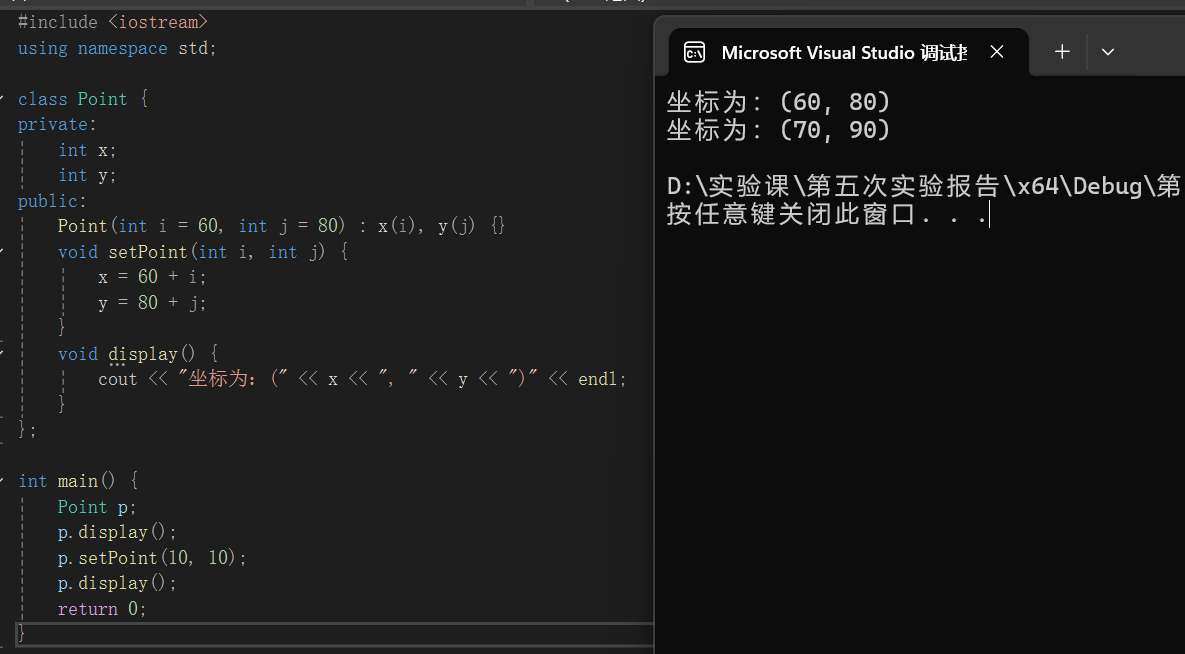 #include <iostream>
using namespace std;
class Point {
private:
int x;
int y;
public:
Point(int i = 60, int j = 80) : x(i), y(j) {}
void setPoint(int i, int j) {
x = 60 + i;
y = 80 + j;
}
void display() {
cout << "坐标为：(" << x << ", " << y << ")" << endl;
}
};
int main() {
Point p;
p.display();
p.setPoint(10, 10);
p.display();
return 0;
}
Microsoft Visual Studio 调试
坐标为：(60, 80)
坐标为：(70, 90)
D:\实验课\第五次实验报告\x64\Debug\第
按任意键关闭此窗口. . .